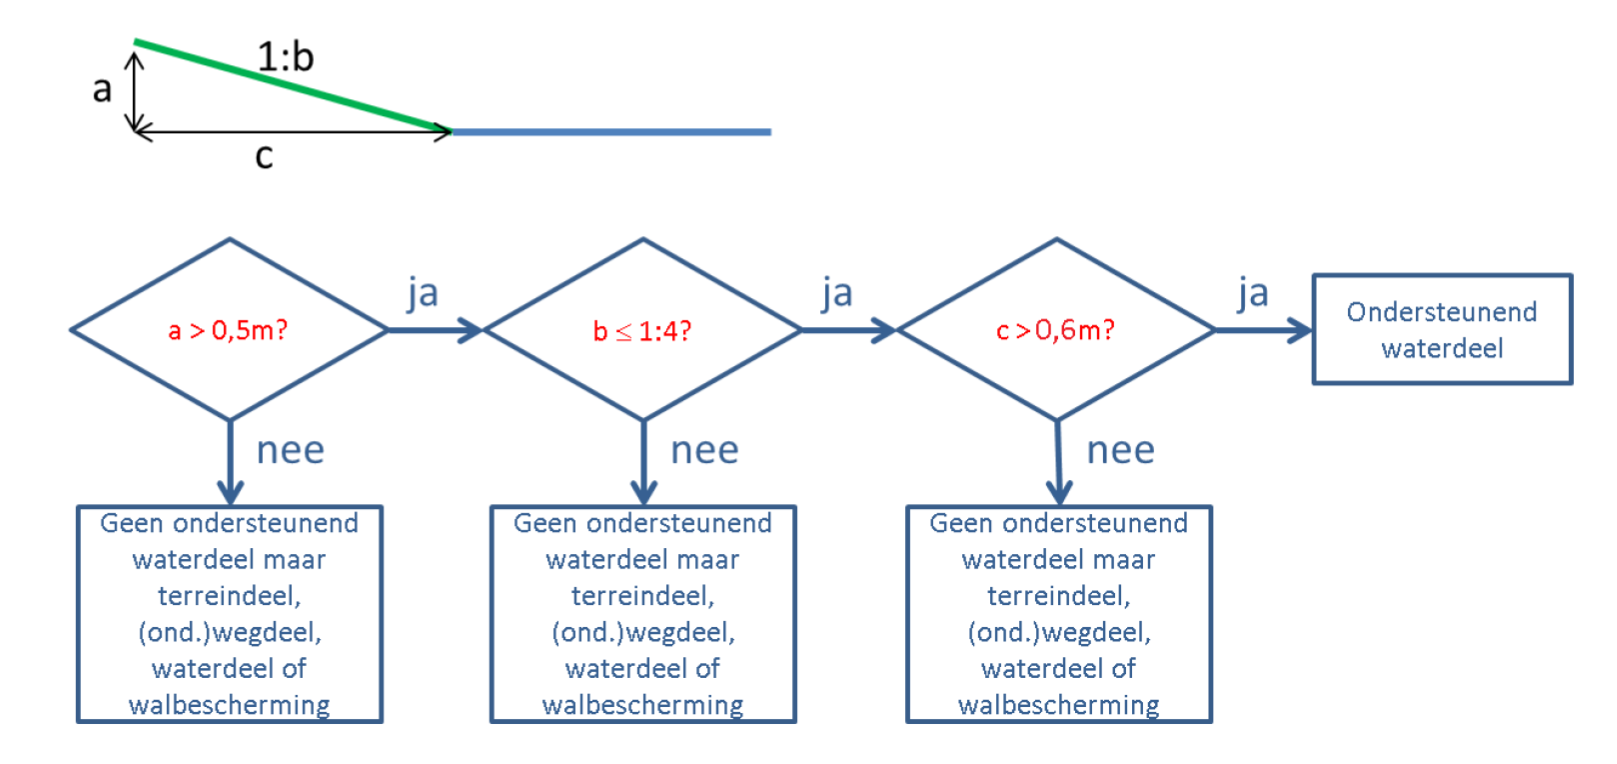 1:b
a
c
ja
ja
ja
a > 0,5m?
b ≤ 1:4?
c > 0,6m?
Ondersteunend
waterdeel
nee
nee
nee
Geen ondersteunend
waterdeel maar
terreindeel,
(ond.)wegdeel,
waterdeel of
walbescherming
Geen ondersteunend
waterdeel maar
terreindeel,
(ond.)wegdeel,
waterdeel of
walbescherming
Geen ondersteunend
waterdeel maar
terreindeel,
(ond.)wegdeel,
waterdeel of
walbescherming